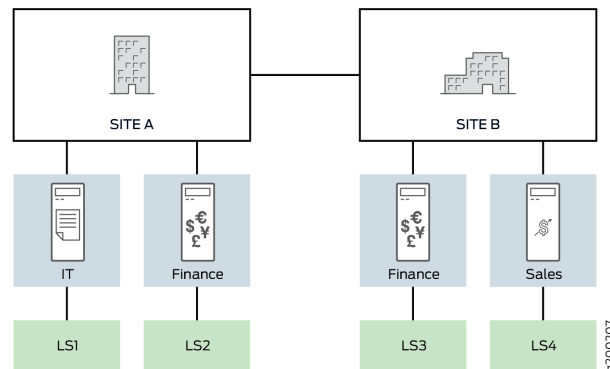 SITE A
SITE B
$€
£¥
$€
£¥
$
IT
Finance
Finance
Sales
LS1
LS2
LS3
LS4